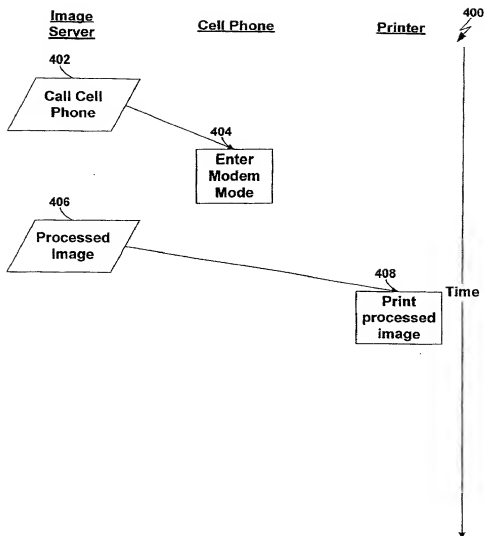 Image
Server
Cell Phone
Printer
400
402
Call Cell
Phone
404
Enter
Modem
Mode
406
Processed
Image
408
Print
processed
image
Time